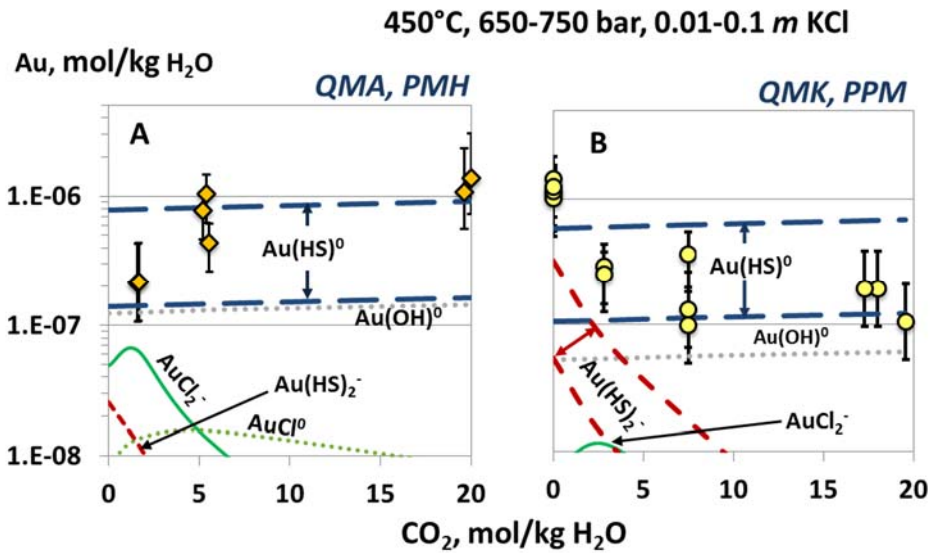 450°C, 650-750 bar, 0.01-0.1 m KCl
Au, mol/kg H₂O
QMA, PMH
QMK, PPM
A
B
1.E-06
1.E-07
1.E-08
Au(HS)⁰
Au(OH)⁰
AuCl₂⁻
Au(HS)₂⁻
AuCl⁰
Au(HS)⁰
Au(OH)⁰
Au(HS)₂⁻
AuCl₂⁻
0 5 10 15 20
0 5 10 15 20
CO₂, mol/kg H₂O